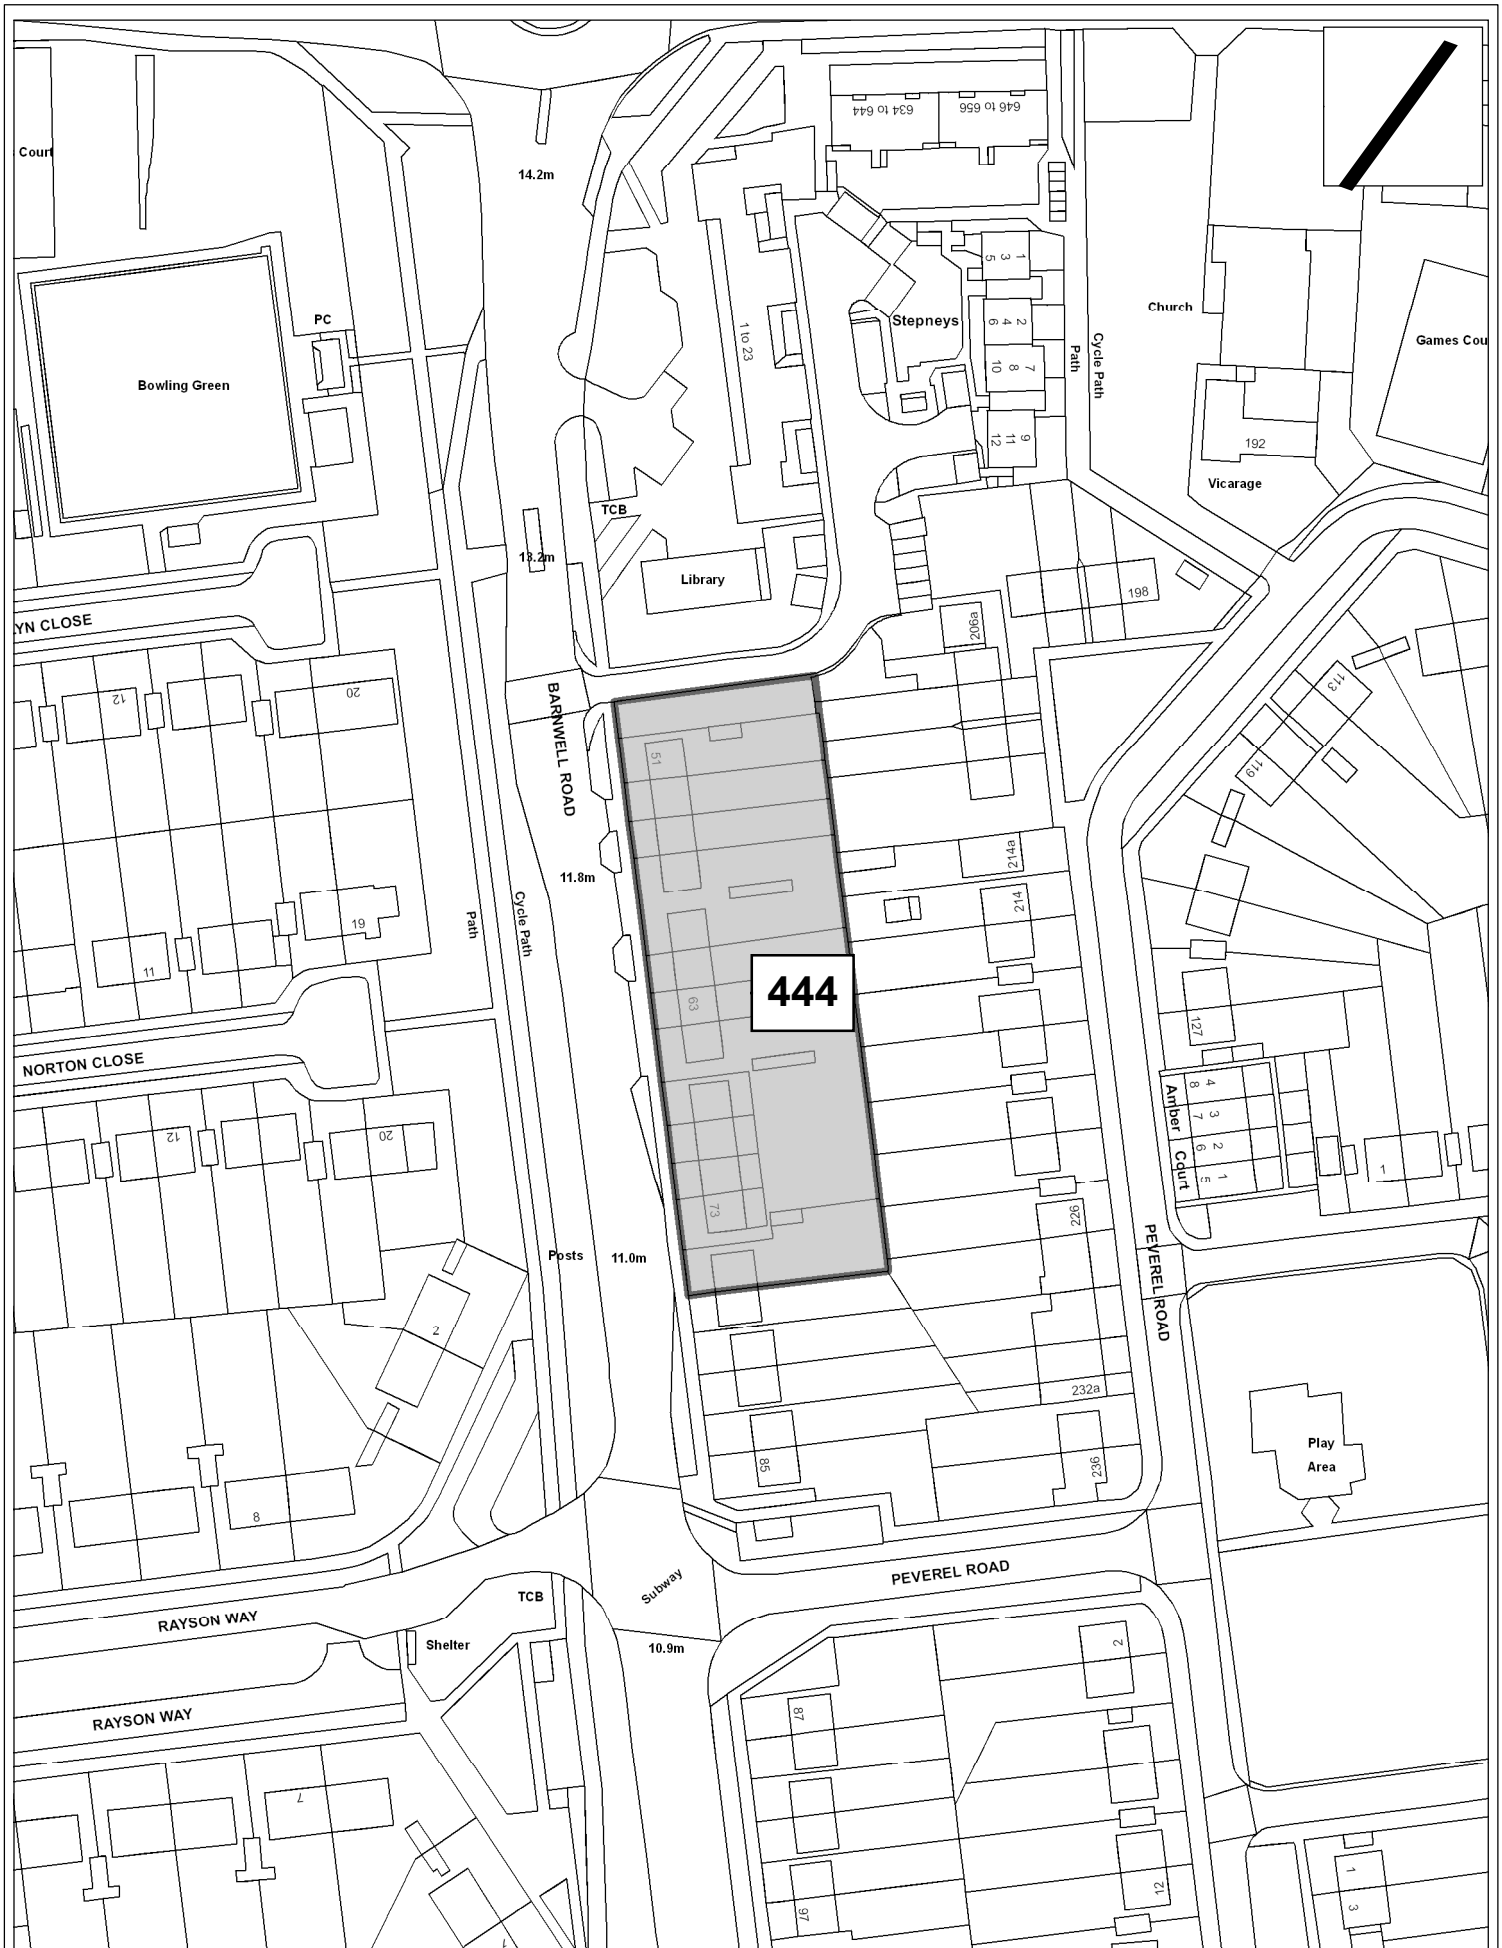 634 to 644
646 to 656
Court
14.2m
1
3
5
Stepneys
2
4
6
Church
PC
1 to 23
Path
Cycle Path
Games Cou
7
8
10
Bowling Green
9
11
12
192
Vicarage
TCB
13.2m
Library
198
206a
YN CLOSE
12
20
BARNWELL ROAD
51
113
119
214a
11.8m
214
19
11
Path
Cycle Path
444
63
127
NORTON CLOSE
12
20
Amber Court
4
8
3
7
2
6
1
5
1
73
226
PEVEREL ROAD
Posts
11.0m
2
232a
Play
Area
85
236
8
Subway
PEVEREL ROAD
TCB
RAYSON WAY
Shelter
10.9m
2
RAYSON WAY
87
7
1
12
3
97